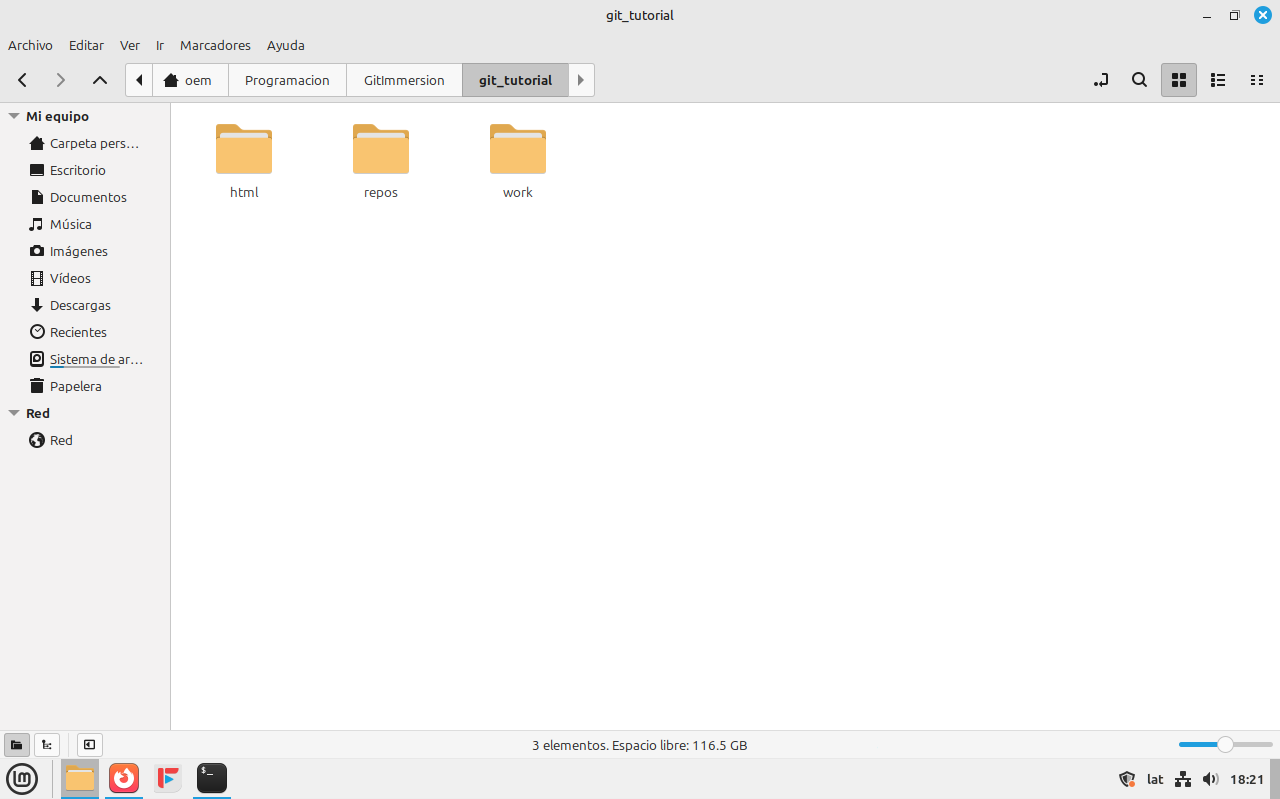 git_tutorial
Archivo Editar Ver Ir Marcadores Ayuda
oem Programacion GitImmersion git_tutorial
Mi equipo
Carpeta pers…
Escritorio
Documentos
Música
Imágenes
Vídeos
Descargas
Recientes
Sistema de ar…
Papelera
Red
Red
html repos work
3 elementos. Espacio libre: 116.5 GB
lat 18:21